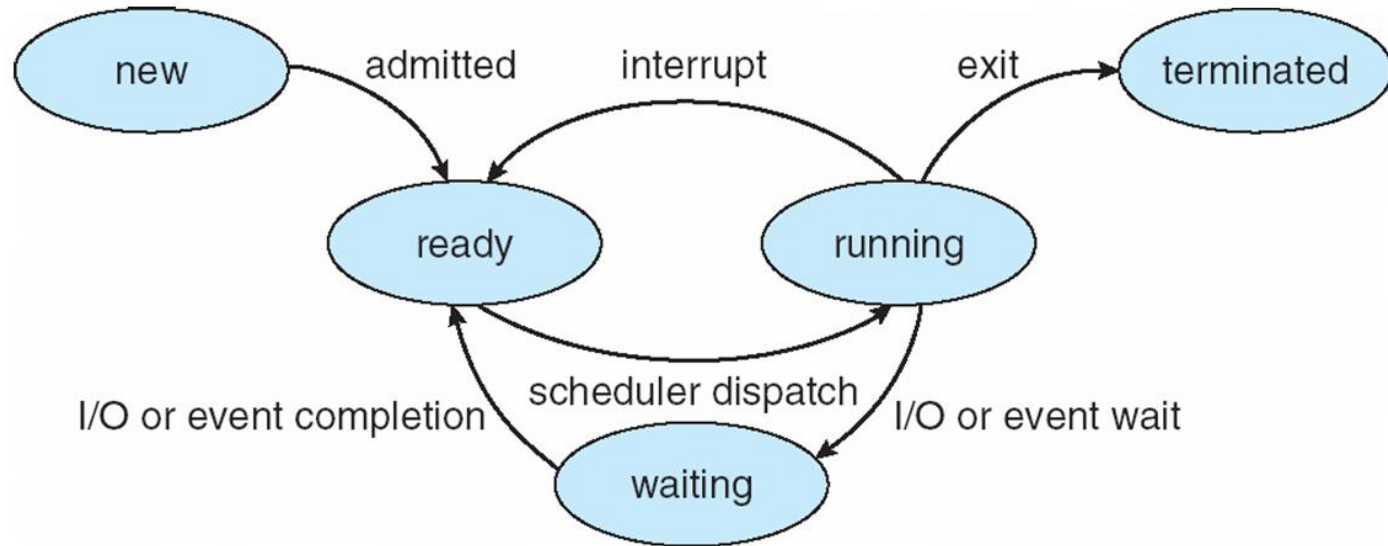 new
admitted
interrupt
exit
terminated
ready
running
scheduler dispatch
I/O or event completion
I/O or event wait
waiting